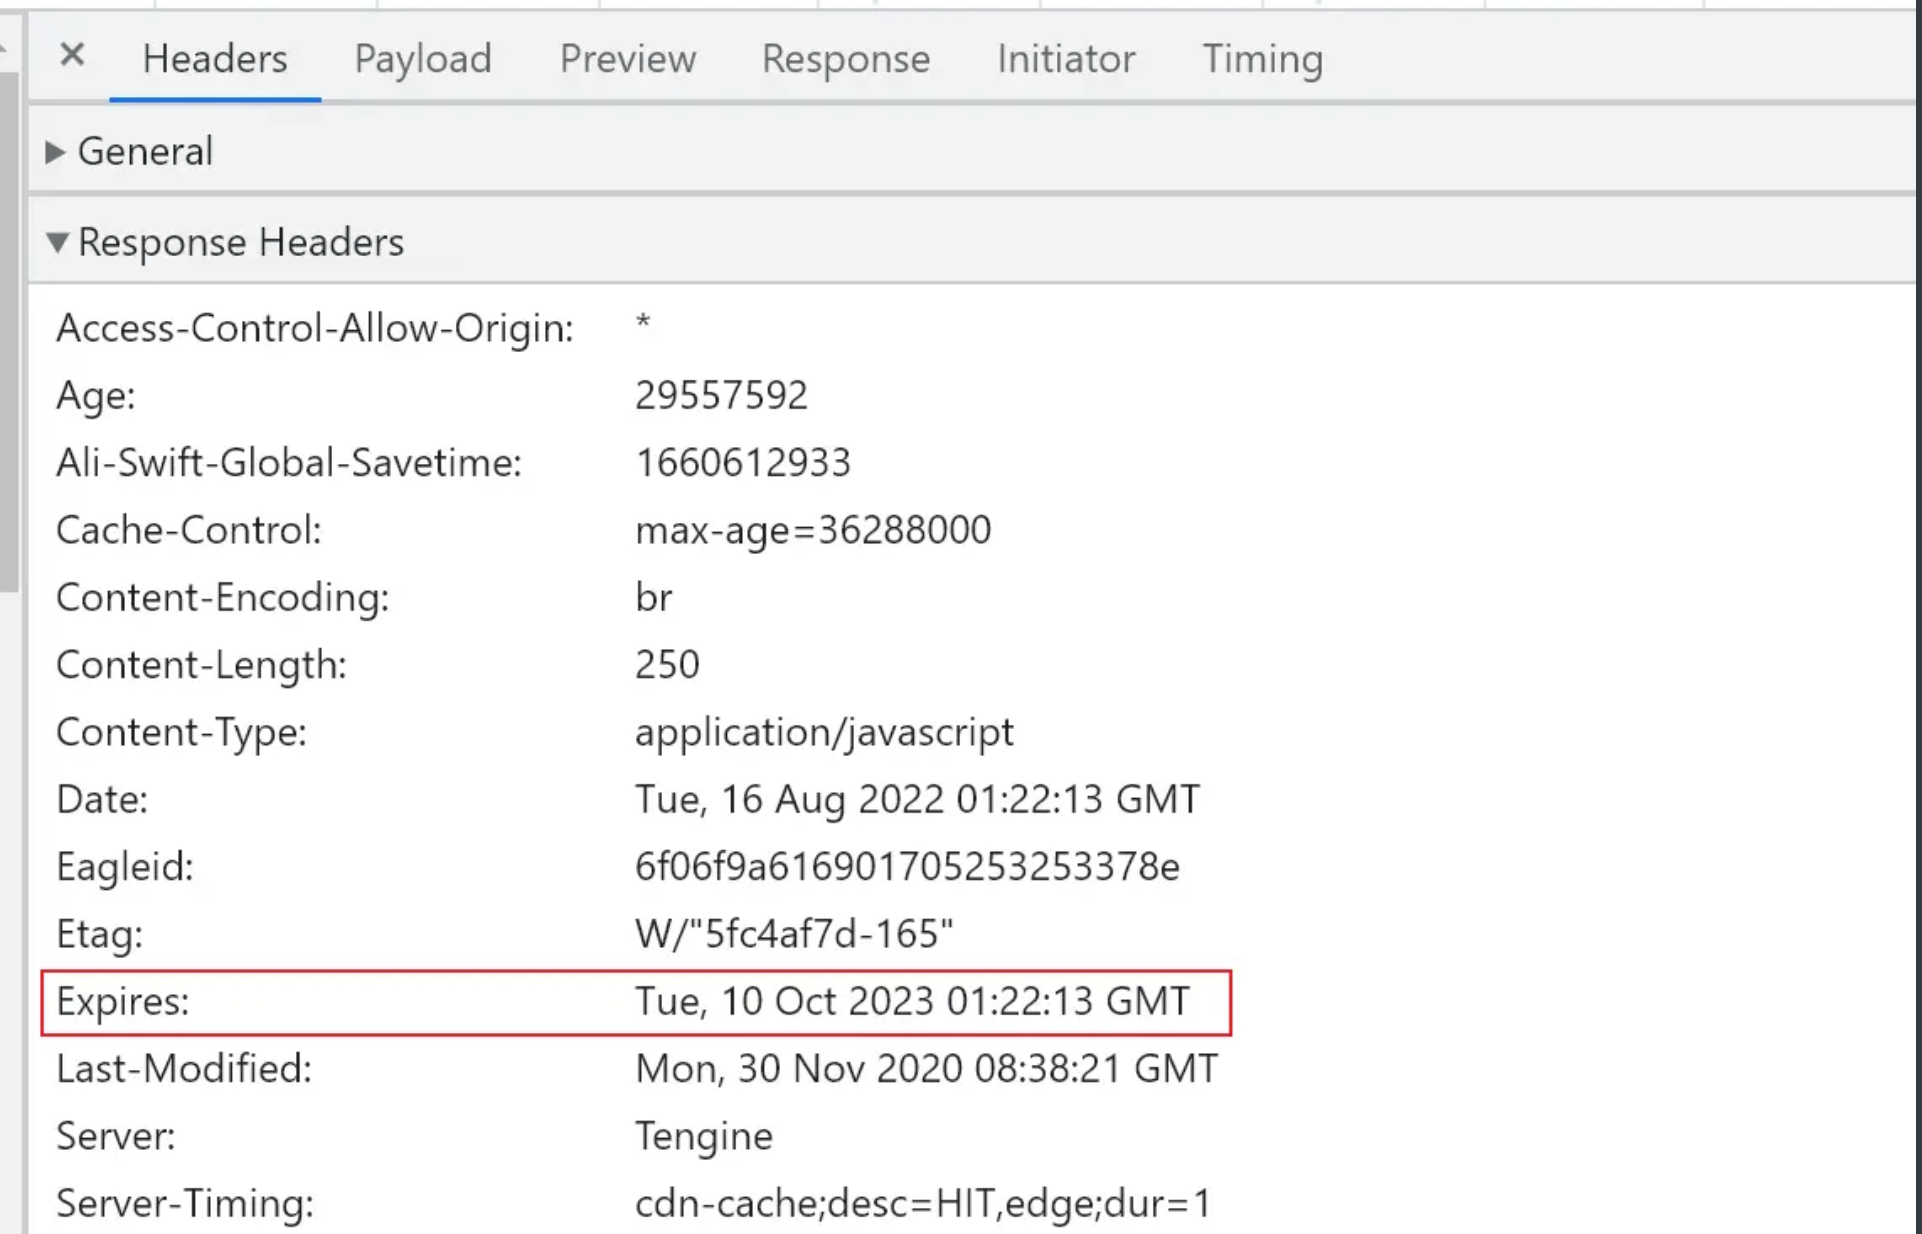 × Headers Payload Preview Response Initiator Timing
General
Response Headers
Access-Control-Allow-Origin: *
Age: 29557592
Ali-Swift-Global-Savetime: 1660612933
Cache-Control: max-age=36288000
Content-Encoding: br
Content-Length: 250
Content-Type: application/javascript
Date: Tue, 16 Aug 2022 01:22:13 GMT
Eagleid: 6f06f9a616901705253253378e
Etag: W/"5fc4af7d-165"
Expires: Tue, 10 Oct 2023 01:22:13 GMT
Last-Modified: Mon, 30 Nov 2020 08:38:21 GMT
Server: Tengine
Server-Timing: cdn-cache;desc=HIT,edge;dur=1